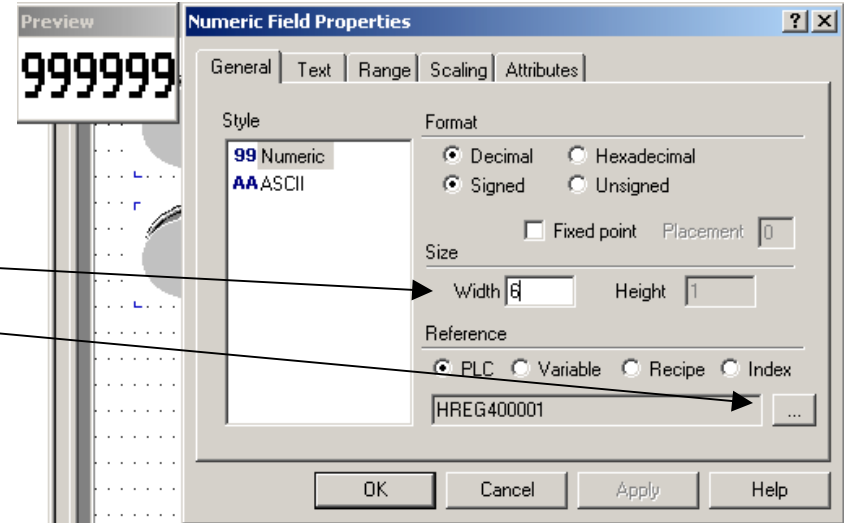 Preview
999999
Numeric Field Properties
General Text Range Scaling Attributes
Style
99 Numeric
AA ASCII
Format
Decimal Hexadecimal
Signed Unsigned
Fixed point Placement 0
Size
Width 6 Height 1
Reference
PLC Variable Recipe Index
HREG400001 ...
OK Cancel Apply Help